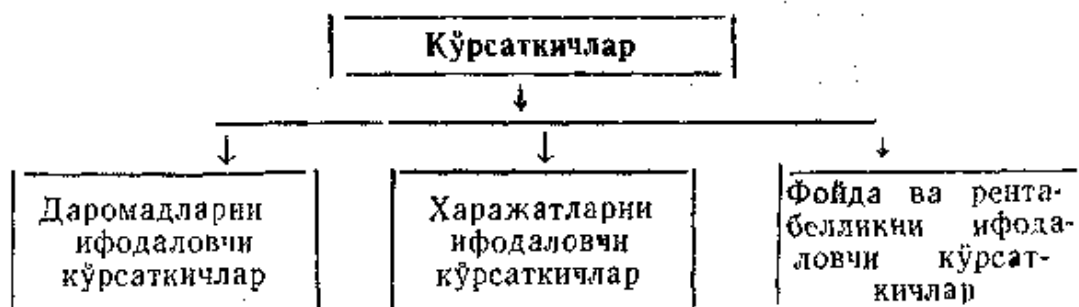 Кўрсаткичлар
Даромадларни
ифодаловчи
кўрсаткичлар
Харажатларни
ифодаловчи
кўрсаткичлар
Фойда ва рента-
белликни ифода-
ловчи кўрсат-
кичлар